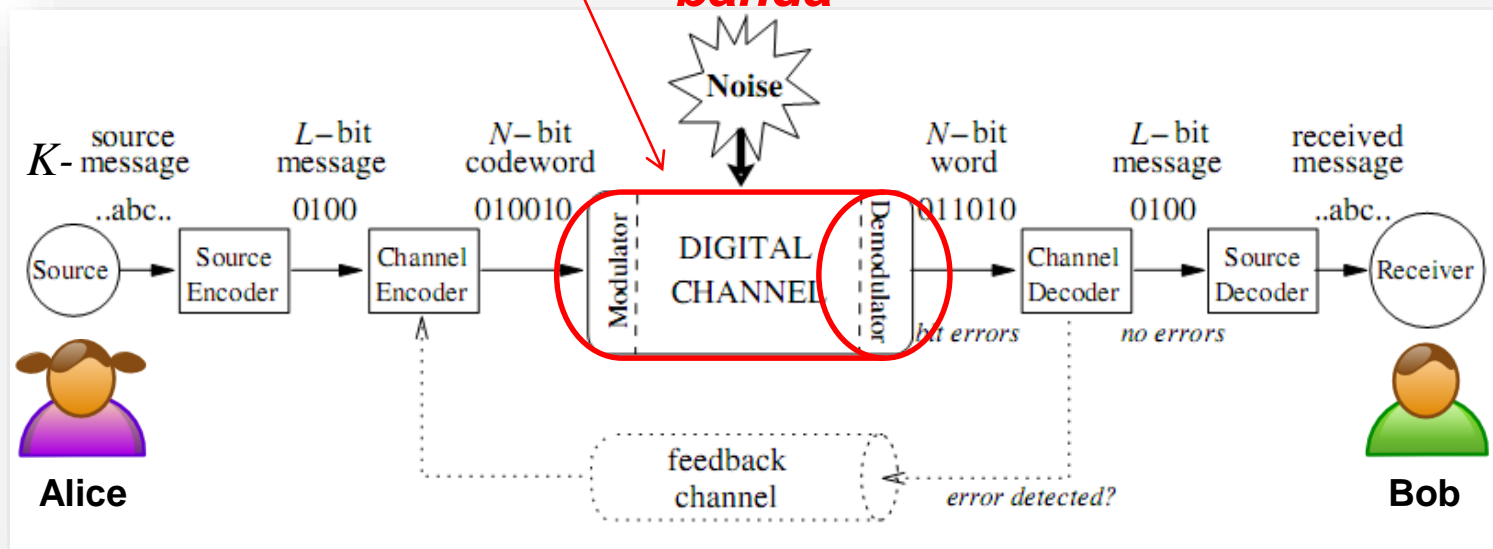 Noise
K- source
message
L-bit
message
N-bit
codeword
N-bit
word
L-bit
message
received
message
..abc..
0100
010010
011010
0100
..abc..
Source
Source
Encoder
Channel
Encoder
Modulator
DIGITAL
CHANNEL
Demodulator
Channel
Decoder
Source
Decoder
Receiver
bit errors
no errors
feedback
channel
error detected?
Alice
Bob